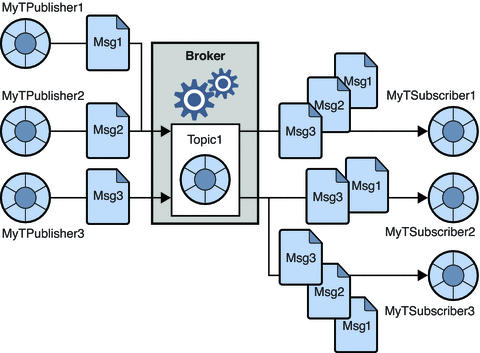 MyTPublisher1
Msg1
Broker
Msg1
MyTSubscriber1
MyTPublisher2
Msg2
Topic1
Msg3
Msg2
Msg3
Msg3
Msg1
MyTPublisher3
MyTSubscriber2
Msg3
Msg2
MyTSubscriber3
Msg1